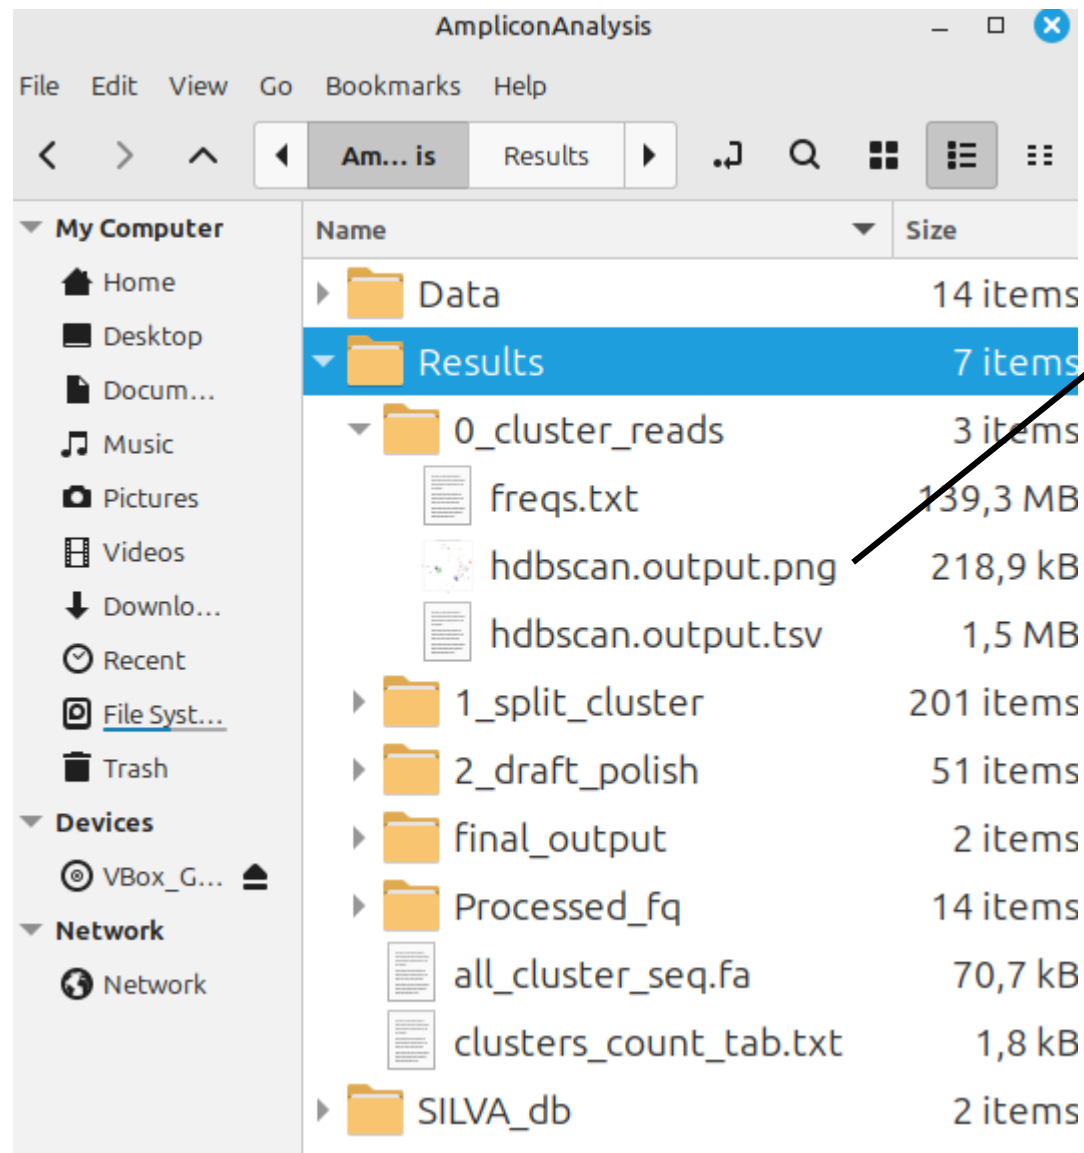 AmpliconAnalysis
File Edit View Go Bookmarks Help
Am... is Results
My Computer
Home
Desktop
Docum...
Music
Pictures
Videos
Downlo...
Recent
File Syst...
Trash
Devices
VBox_G...
Network
Network
Name Size
Data 14 items
Results 7 items
0_cluster_reads 3 items
freqs.txt 139,3 MB
hdbscan.output.png 218,9 kB
hdbscan.output.tsv 1,5 MB
1_split_cluster 201 items
2_draft_polish 51 items
final_output 2 items
Processed_fq 14 items
all_cluster_seq.fa 70,7 kB
clusters_count_tab.txt 1,8 kB
SILVA_db 2 items